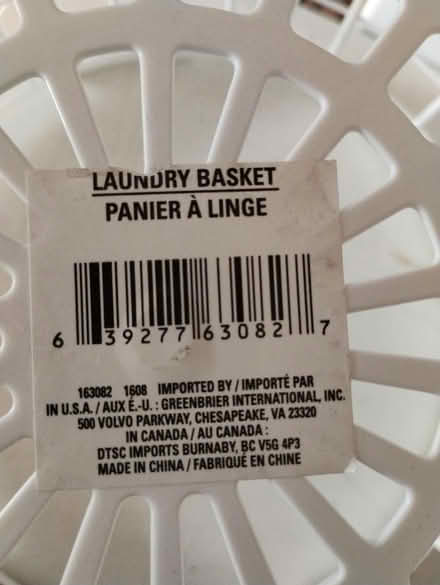 LAUNDRY BASKET
PANIER À LINGE
6 39277 63082 7
163082 1608 IMPORTED BY / IMPORTÉ PAR
IN U.S.A. / AUX É.-U. : GREENBRIER INTERNATIONAL, INC.
500 VOLVO PARKWAY, CHESAPEAKE, VA 23320
IN CANADA / AU CANADA :
DTSC IMPORTS BURNABY, BC V5G 4P3
MADE IN CHINA / FABRIQUÉ EN CHINE